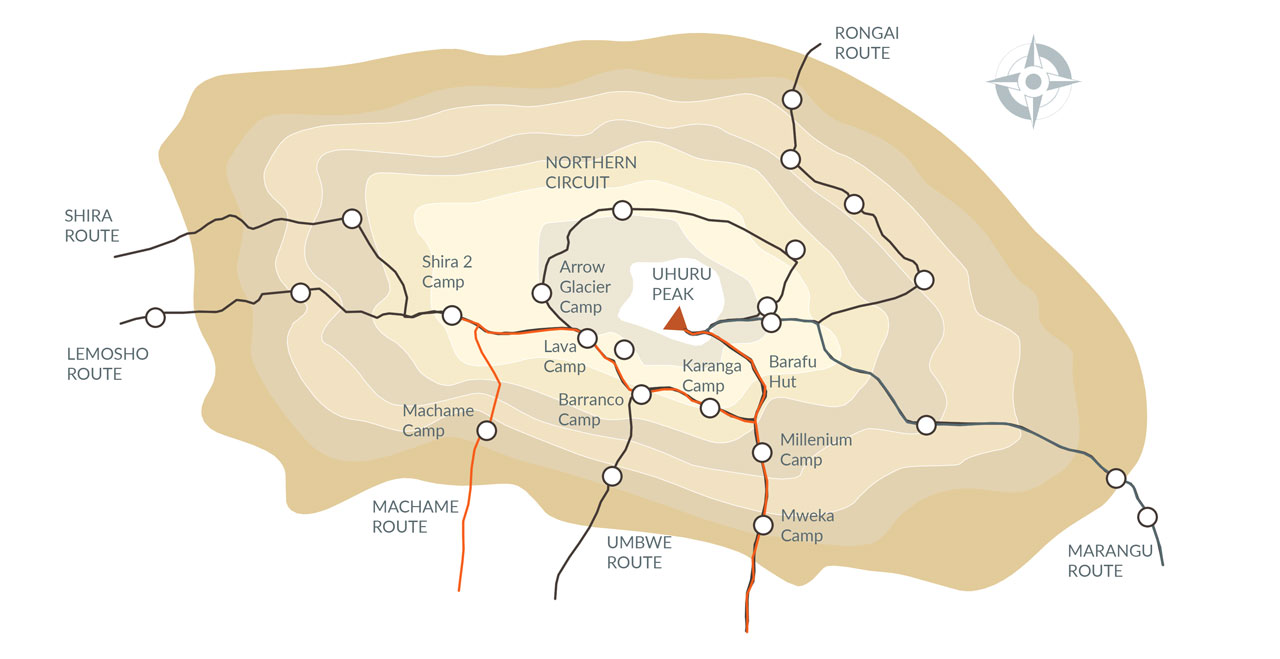 RONGAI
ROUTE
NORTHERN
CIRCUIT
SHIRA
ROUTE
Shira 2
Camp
Arrow
Glacier
Camp
UHURU
PEAK
LEMOSHO
ROUTE
Lava
Camp
Karanga
Camp
Barafu
Hut
Barranco
Camp
Machame
Camp
Millenium
Camp
MACHAME
ROUTE
Mweka
Camp
UMBWE
ROUTE
MARANGU
ROUTE